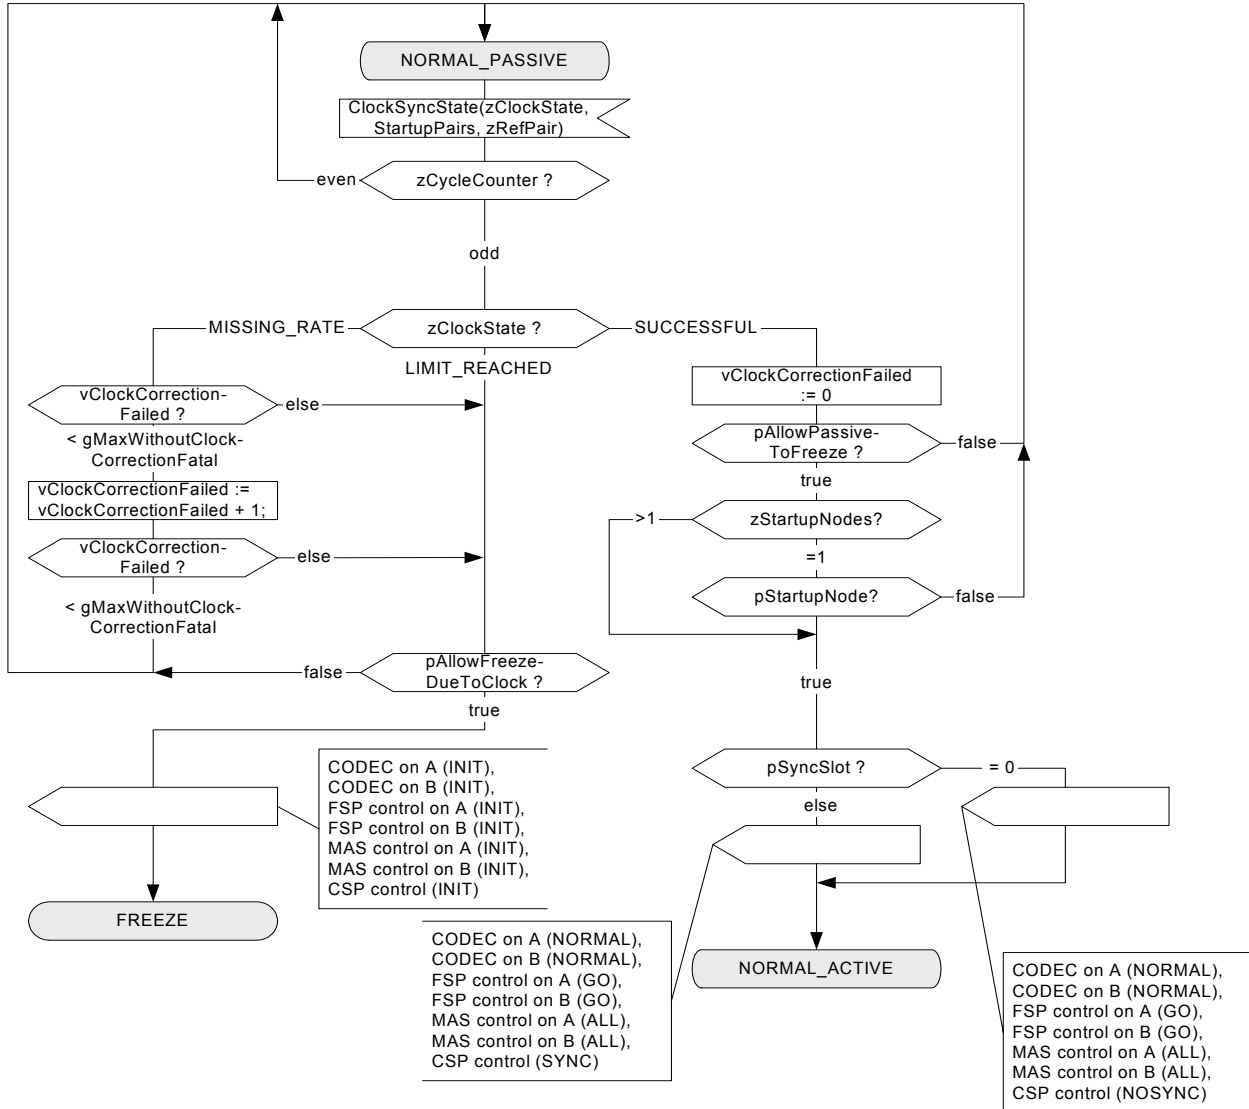 NORMAL_PASSIVE
ClockSyncState(zClockState,
StartupPairs, zRefPair)
even
zCycleCounter ?
odd
MISSING_RATE
zClockState ?
SUCCESSFUL
LIMIT_REACHED
vClockCorrection-
Failed ?
else
< gMaxWithoutClock-
CorrectionFatal
vClockCorrectionFailed :=
vClockCorrectionFailed + 1;
vClockCorrection-
Failed ?
else
< gMaxWithoutClock-
CorrectionFatal
vClockCorrectionFailed
:= 0
pAllowPassive-
ToFreeze ?
false
true
>1
zStartupNodes?
=1
pStartupNode?
false
false
pAllowFreeze-
DueToClock ?
true
true
pSyncSlot ?
= 0
else
CODEC on A (INIT),
CODEC on B (INIT),
FSP control on A (INIT),
FSP control on B (INIT),
MAS control on A (INIT),
MAS control on B (INIT),
CSP control (INIT)
FREEZE
CODEC on A (NORMAL),
CODEC on B (NORMAL),
FSP control on A (GO),
FSP control on B (GO),
MAS control on A (ALL),
MAS control on B (ALL),
CSP control (SYNC)
NORMAL_ACTIVE
CODEC on A (NORMAL),
CODEC on B (NORMAL),
FSP control on A (GO),
FSP control on B (GO),
MAS control on A (ALL),
MAS control on B (ALL),
CSP control (NOSYNC)